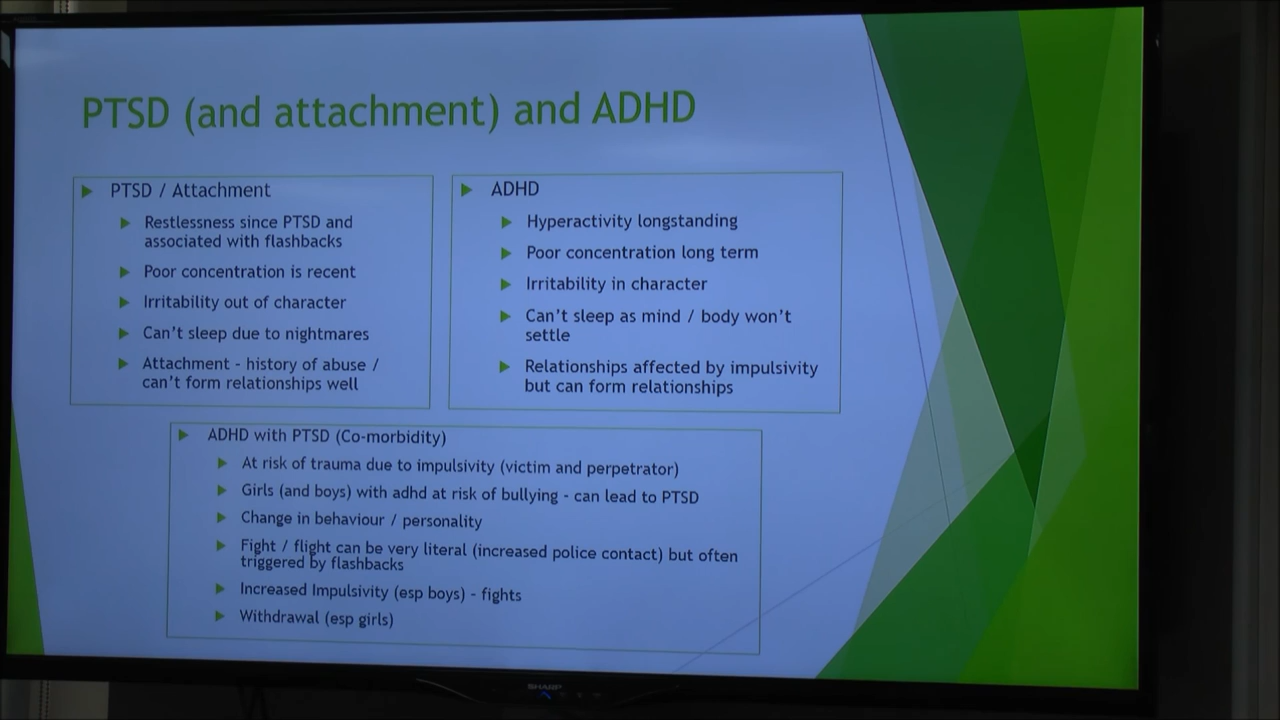 PTSD (and attachment) and ADHD
PTSD / Attachment
Restlessness since PTSD and
associated with flashbacks
Poor concentration is recent
Irritability out of character
Can't sleep due to nightmares
Attachment - history of abuse /
can't form relationships well
ADHD
Hyperactivity longstanding
Poor concentration long term
Irritability in character
Can't sleep as mind / body won't
settle
Relationships affected by impulsivity
but can form relationships
ADHD with PTSD (Co-morbidity)
At risk of trauma due to impulsivity (victim and perpetrator)
Girls (and boys) with adhd at risk of bullying - can lead to PTSD
Change in behaviour / personality
Fight / flight can be very literal (increased police contact) but often
triggered by flashbacks
Increased Impulsivity (esp boys) - fights
Withdrawal (esp girls)
SHARP